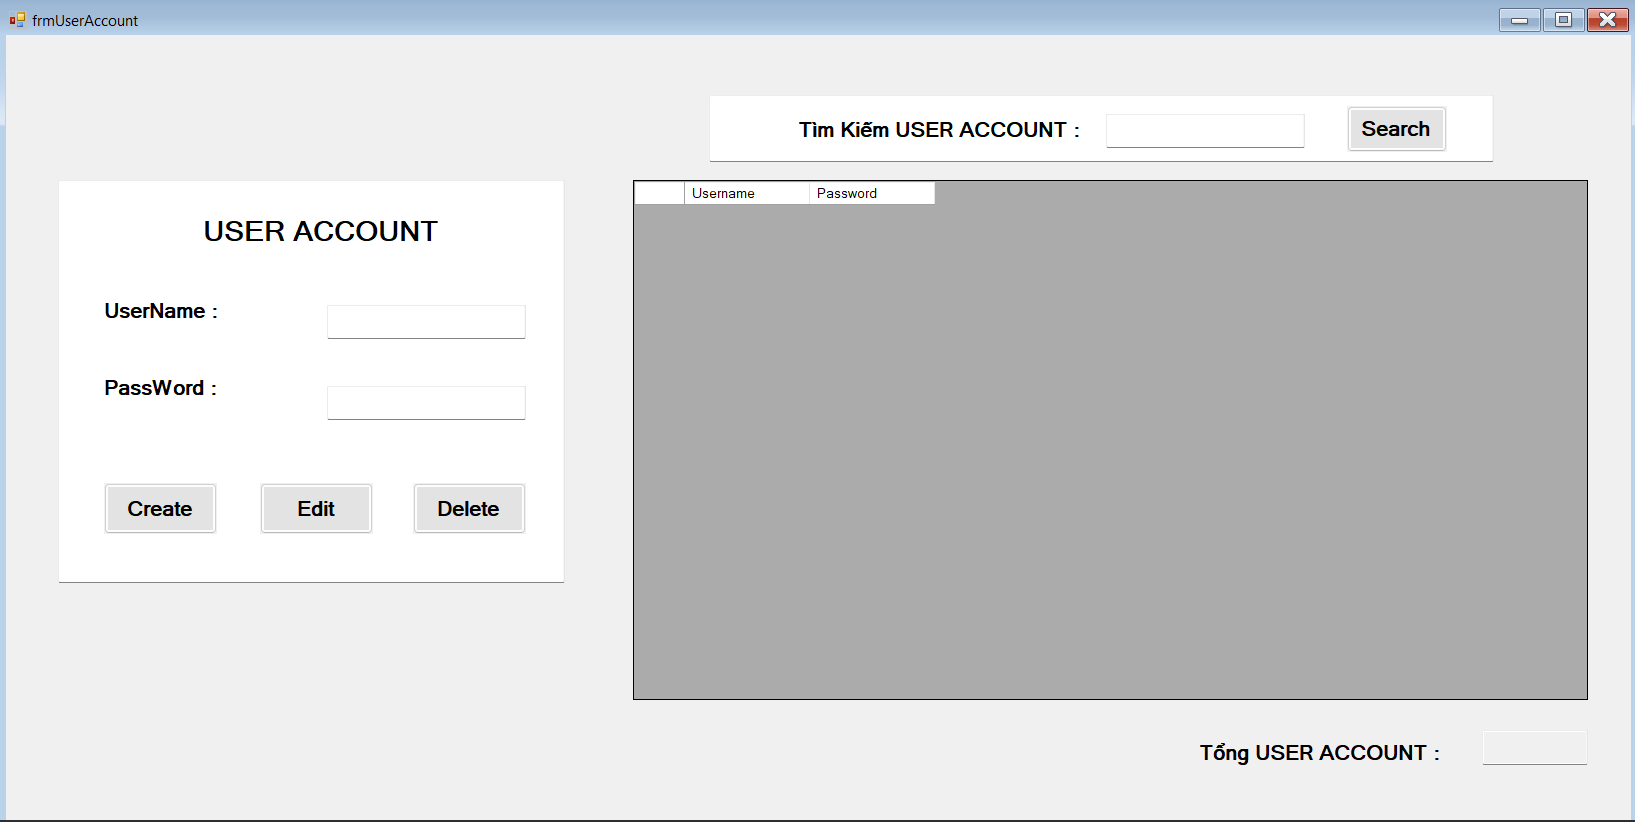 frmUserAccount
Tìm Kiếm USER ACCOUNT :
Search
USER ACCOUNT
UserName :
PassWord :
Create Edit Delete
Username Password
Tổng USER ACCOUNT :